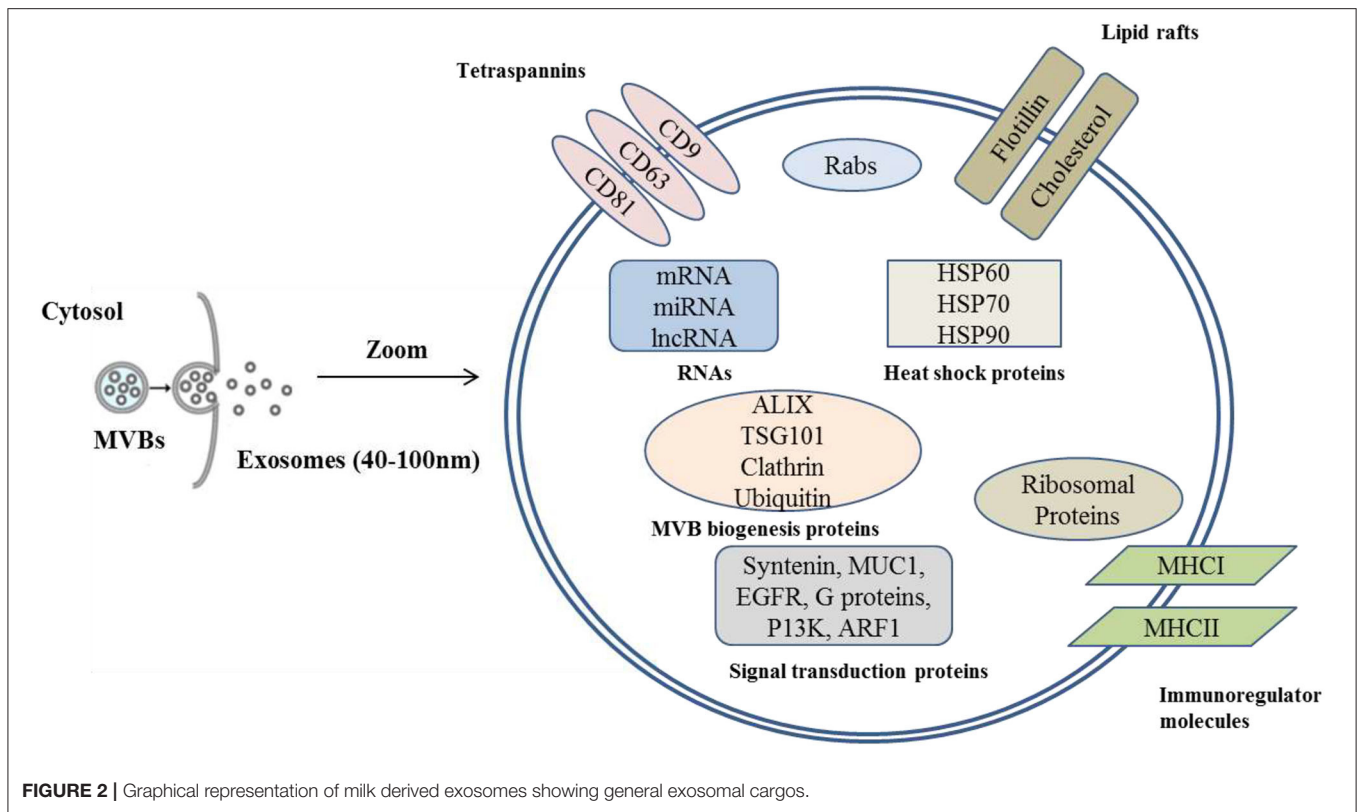 Lipid rafts
Tetraspannins
Flotillin
Cholesterol
CD9
CD63
CD81
Rabs
mRNA
miRNA
lncRNA
RNAs
HSP60
HSP70
HSP90
Heat shock proteins
Cytosol
Zoom
MVBs
Exosomes (40-100nm)
ALIX
TSG101
Clathrin
Ubiquitin
MVB biogenesis proteins
Ribosomal
Proteins
Syntenin, MUC1,
EGFR, G proteins,
P13K, ARF1
Signal transduction proteins
MHCI
MHCII
Immunoregulator
molecules
FIGURE 2 | Graphical representation of milk derived exosomes showing general exosomal cargos.